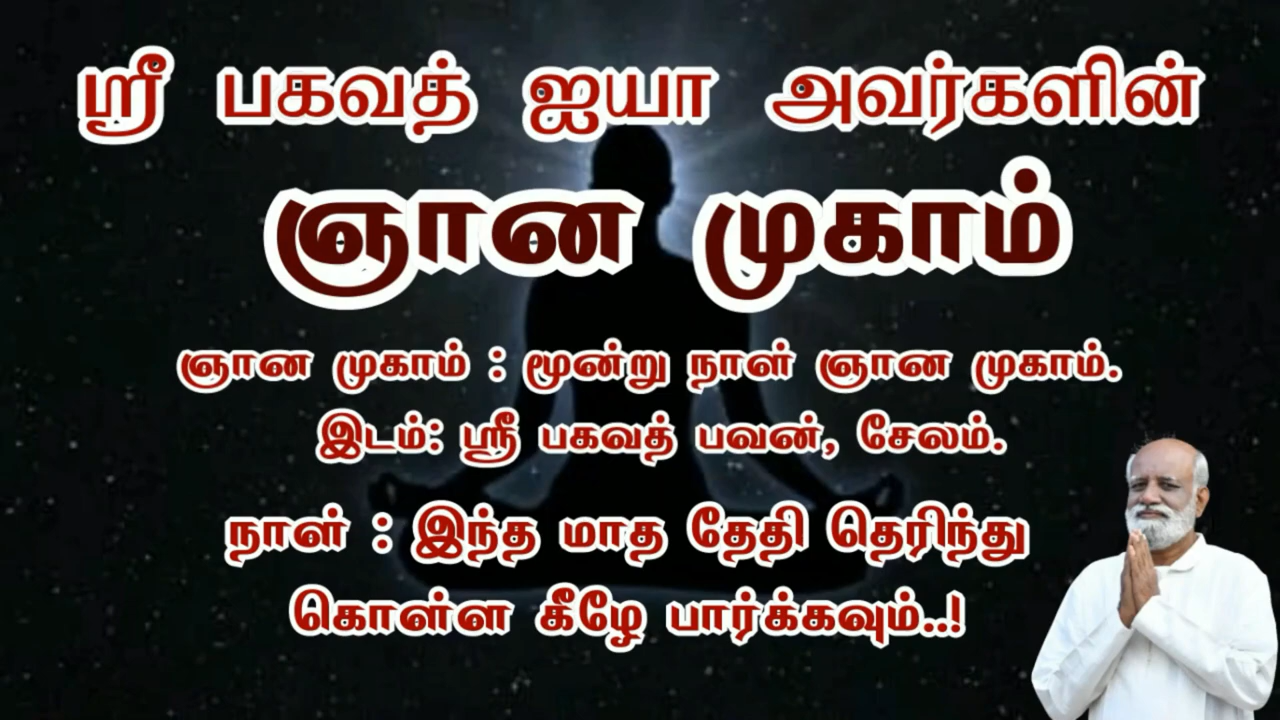 ஸ்ரீ பகவத் ஐயா அவர்களின்
ஞான முகாம்
ஞான முகாம் : மூன்று நாள் ஞான முகாம்.
இடம்: ஸ்ரீ பகவத் பவன், சேலம்.
நாள் : இந்த மாத தேதி தெரிந்து
கொள்ள கீழே பார்க்கவும்..!